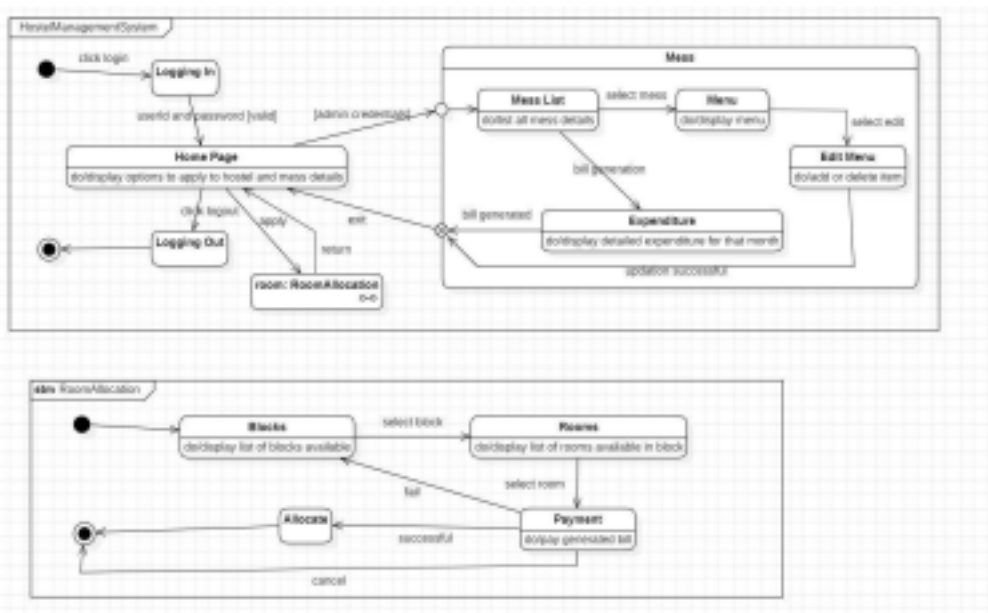 HostelManagementSystem
click login
Logging In
userId and password [valid]
[admin credentials]
Home Page
do/display options to apply to hostel and mess details
click logout
apply
return
exit
Logging Out
room: RoomAllocation
Mess
Mess List
do/list all mess details
select mess
Menu
do/display menu
select edit
Edit Menu
do/add or delete item
bill generation
bill generated
Expenditure
do/display detailed expenditure for that month
updation successful
stm RoomAllocation
Blocks
do/display list of blocks available
select block
Rooms
do/display list of rooms available in block
select room
fail
Payment
do/pay generated bill
successful
Allocate
cancel